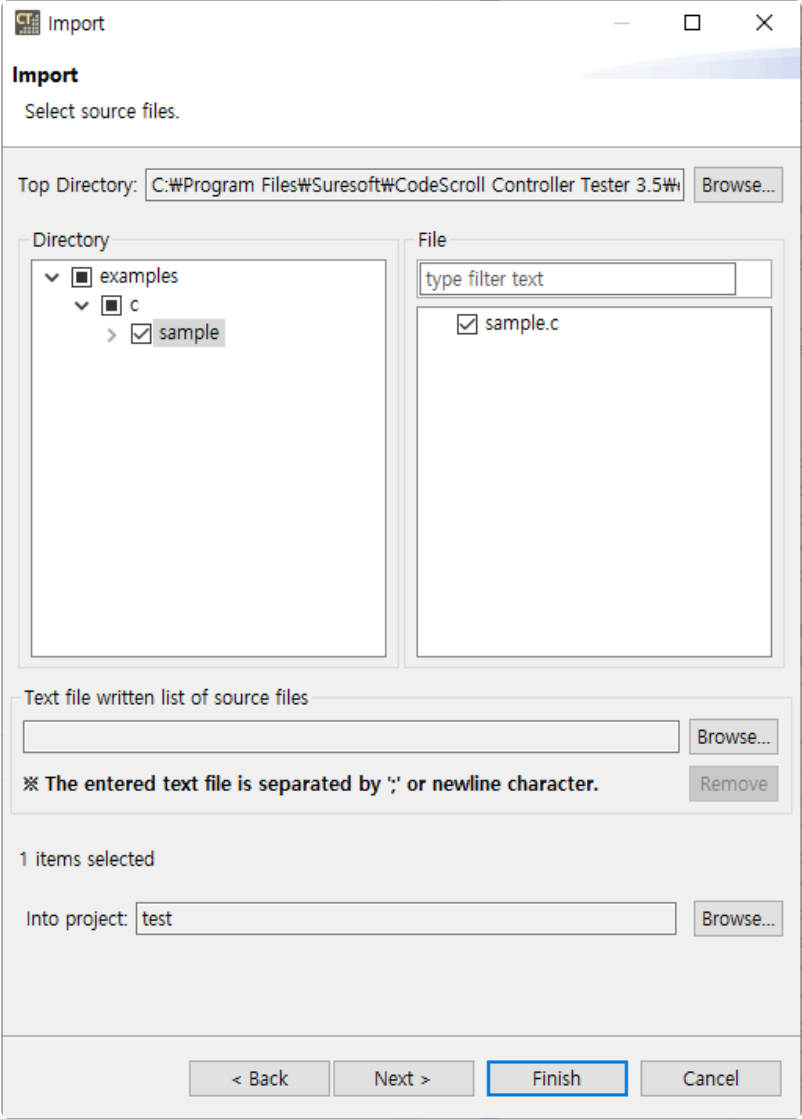 CT Import
Import
Select source files.
Top Directory: C:₩Program Files₩Suresoft₩CodeScroll Controller Tester 3.5₩ Browse...
Directory
File
examples
type filter text
c
sample.c
sample
Text file written list of source files
Browse...
※ The entered text file is separated by ';' or newline character. Remove
1 items selected
Into project: test Browse...
< Back Next > Finish Cancel